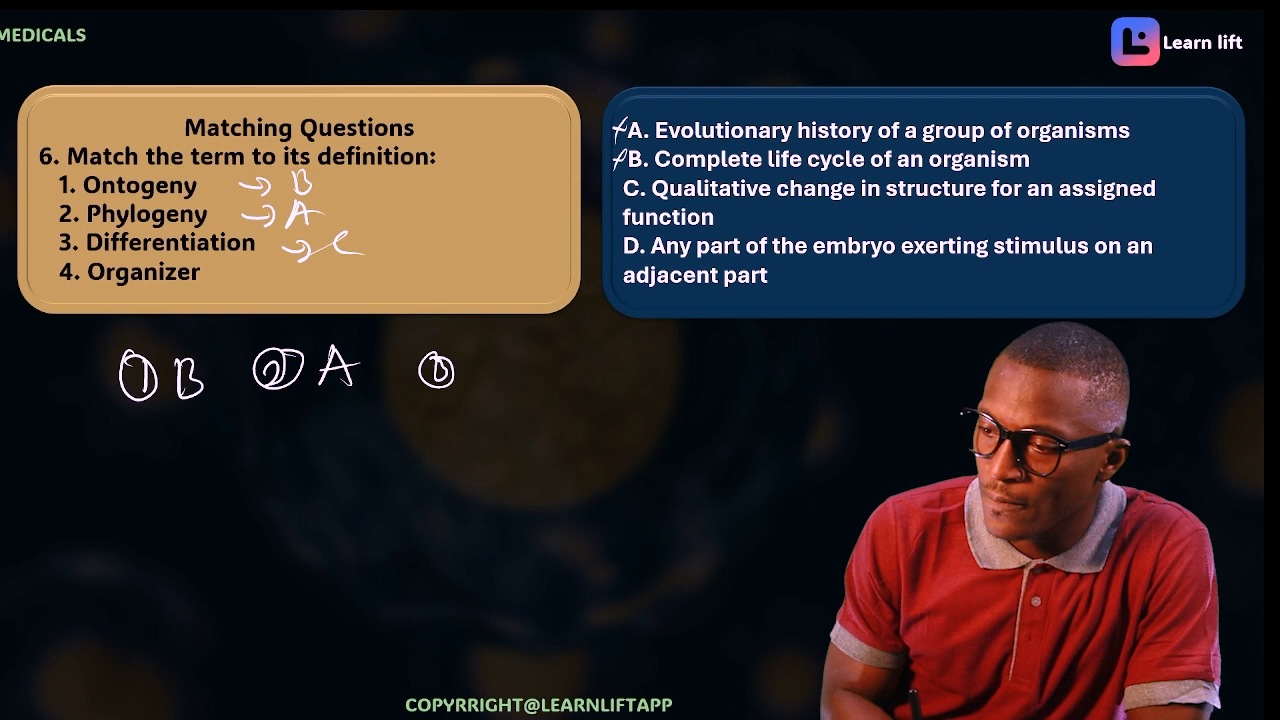 MEDICALS
Learn lift
Matching Questions
6. Match the term to its definition:
1. Ontogeny → B
2. Phylogeny → A
3. Differentiation → C
4. Organizer
A. Evolutionary history of a group of organisms
B. Complete life cycle of an organism
C. Qualitative change in structure for an assigned
function
D. Any part of the embryo exerting stimulus on an
adjacent part
① B ② A
COPYRRIGHT@LEARNLIFTAPP